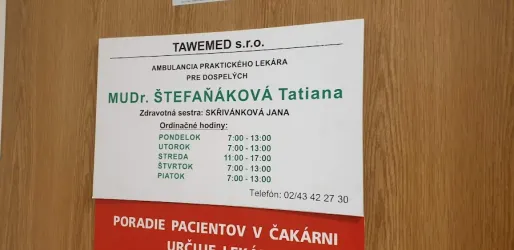 TAWEMED s.r.o.
AMBULANCIA PRAKTICKÉHO LEKÁRA
PRE DOSPELÝCH
MUDr. ŠTEFAŇÁKOVÁ Tatiana
Zdravotná sestra: SKŘIVÁNKOVÁ JANA
Ordinačné hodiny:
PONDELOK 7:00 - 13:00
UTOROK 7:00 - 13:00
STREDA 11:00 - 17:00
ŠTVRTOK 7:00 - 13:00
PIATOK 7:00 - 13:00
Telefón: 02/43 42 27 30
PORADIE PACIENTOV V ČAKÁRNI
URČUJE